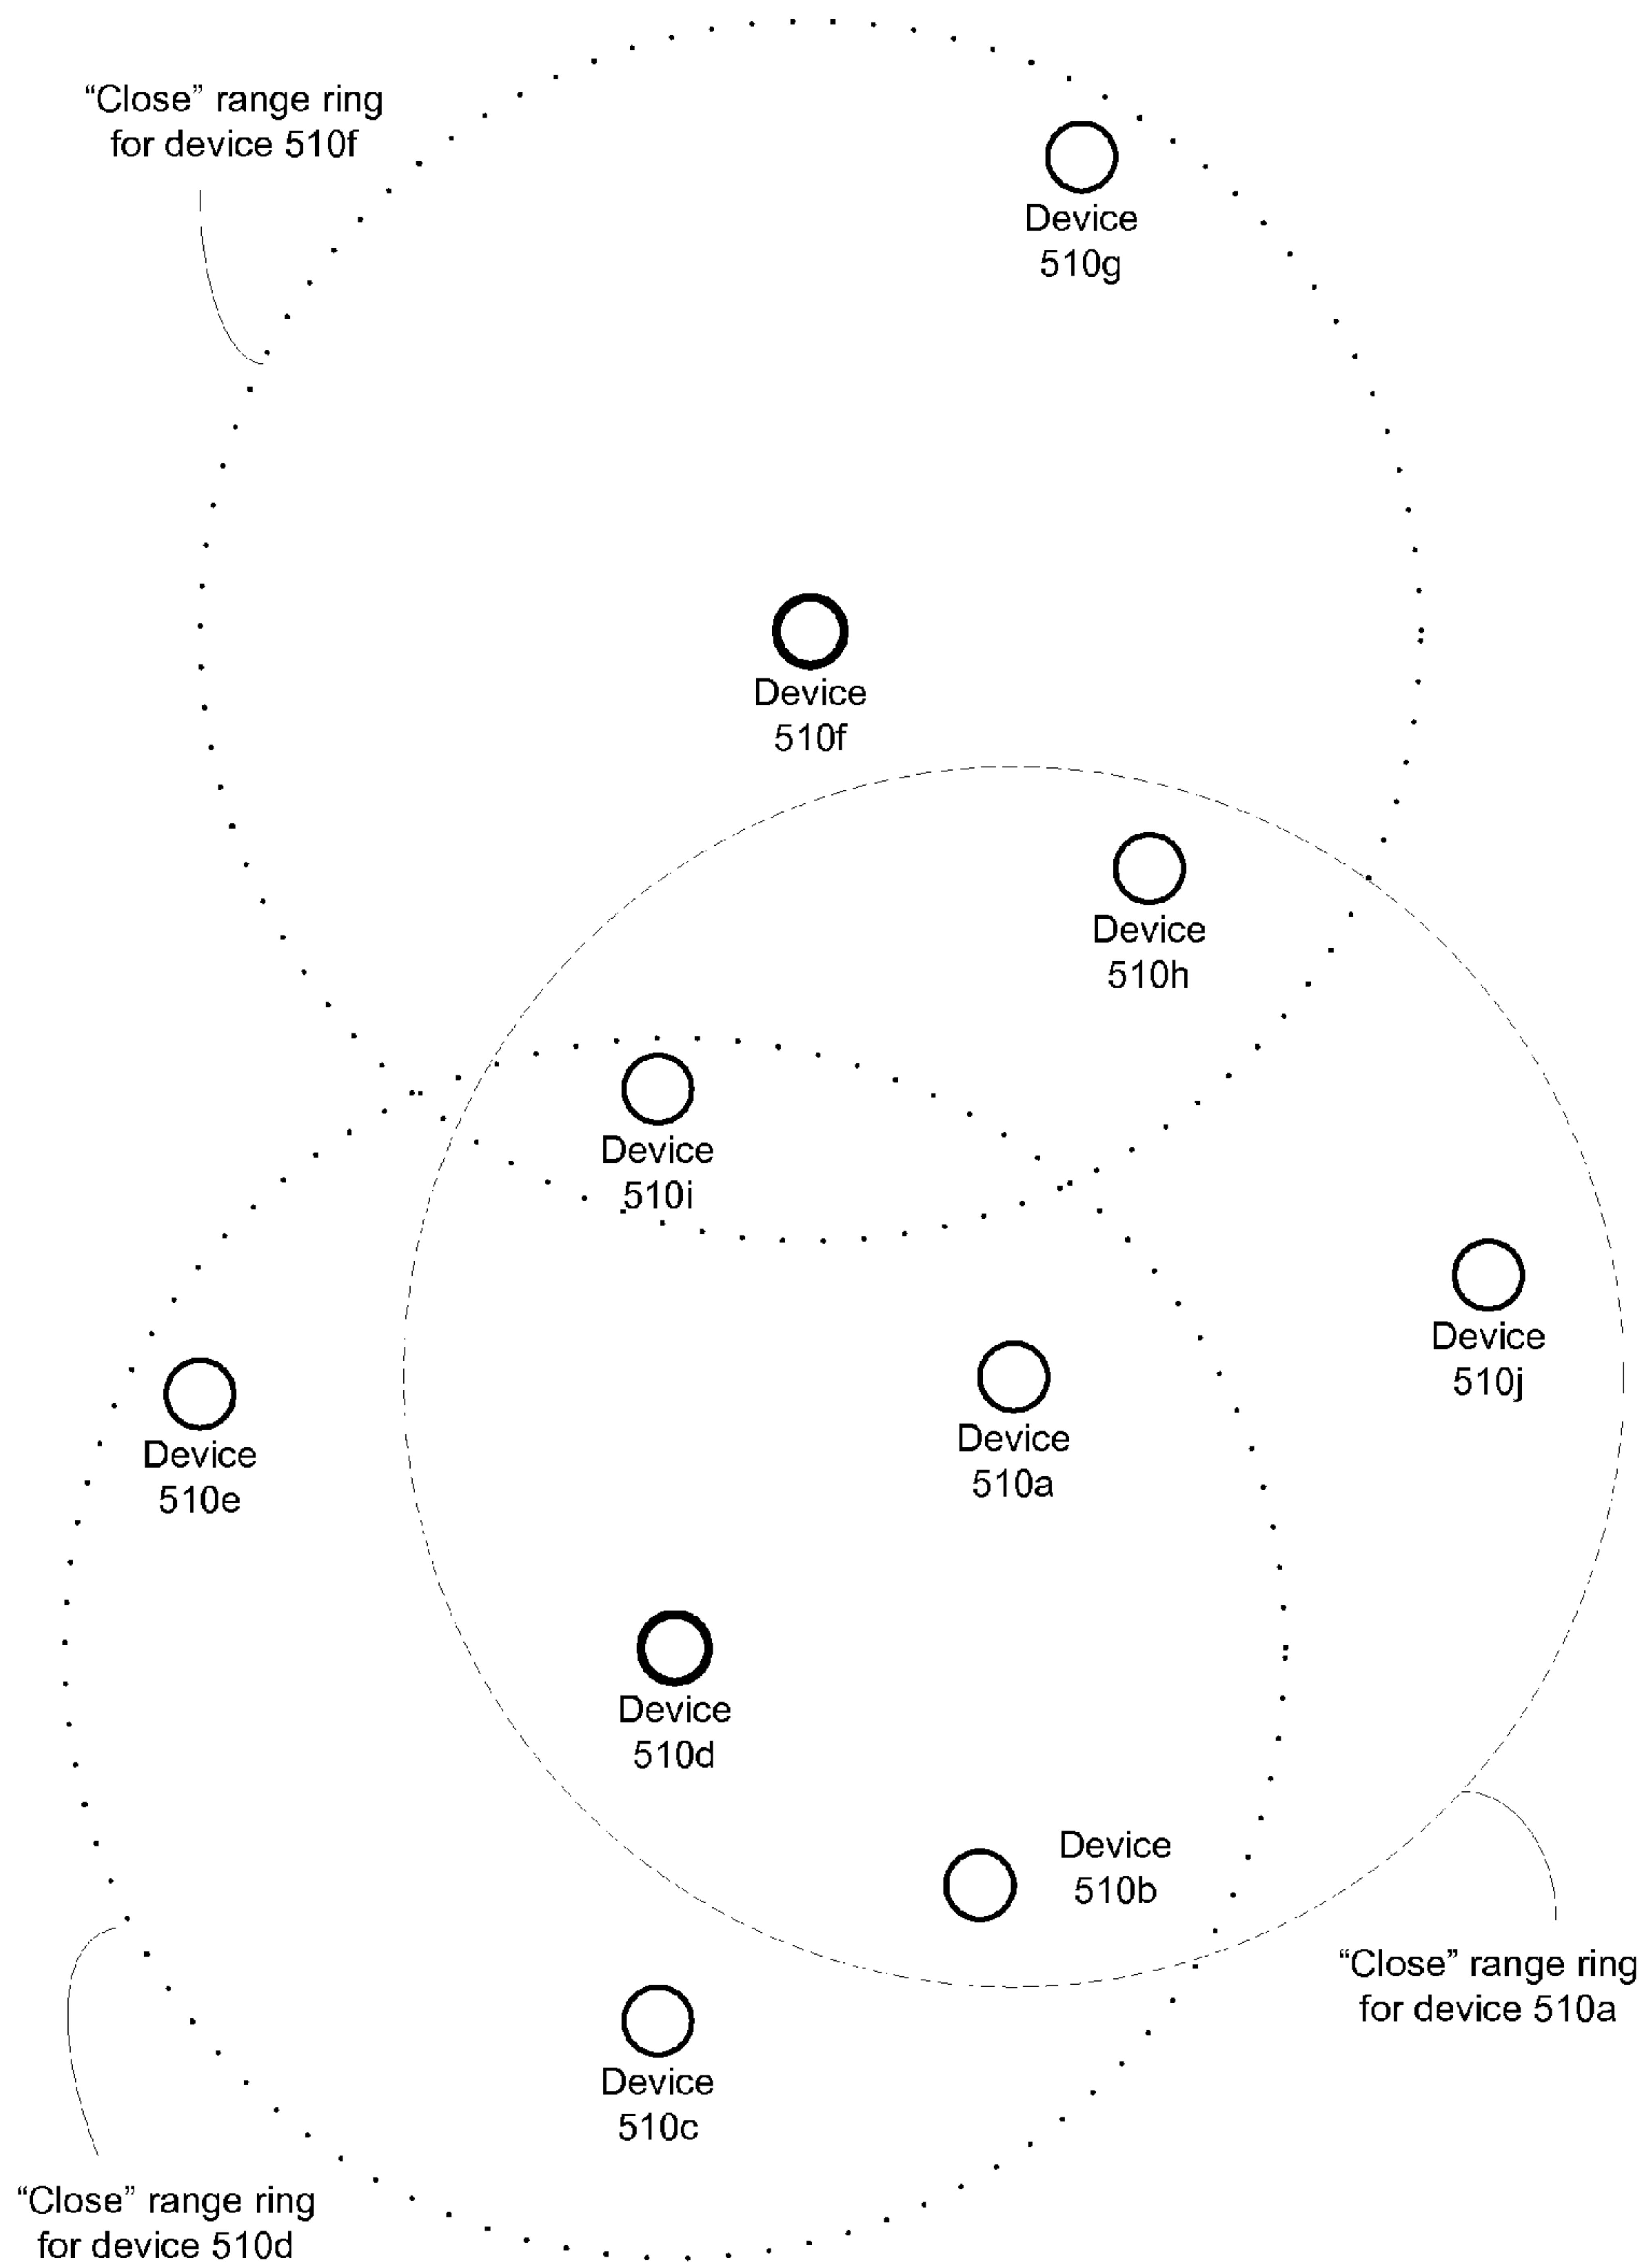 “Close” range ring
for device 510f
Device
510g
Device
510f
Device
510h
Device
510i
Device
510j
Device
510a
Device
510e
Device
510d
Device
510b
“Close” range ring
for device 510a
Device
510c
“Close” range ring
for device 510d